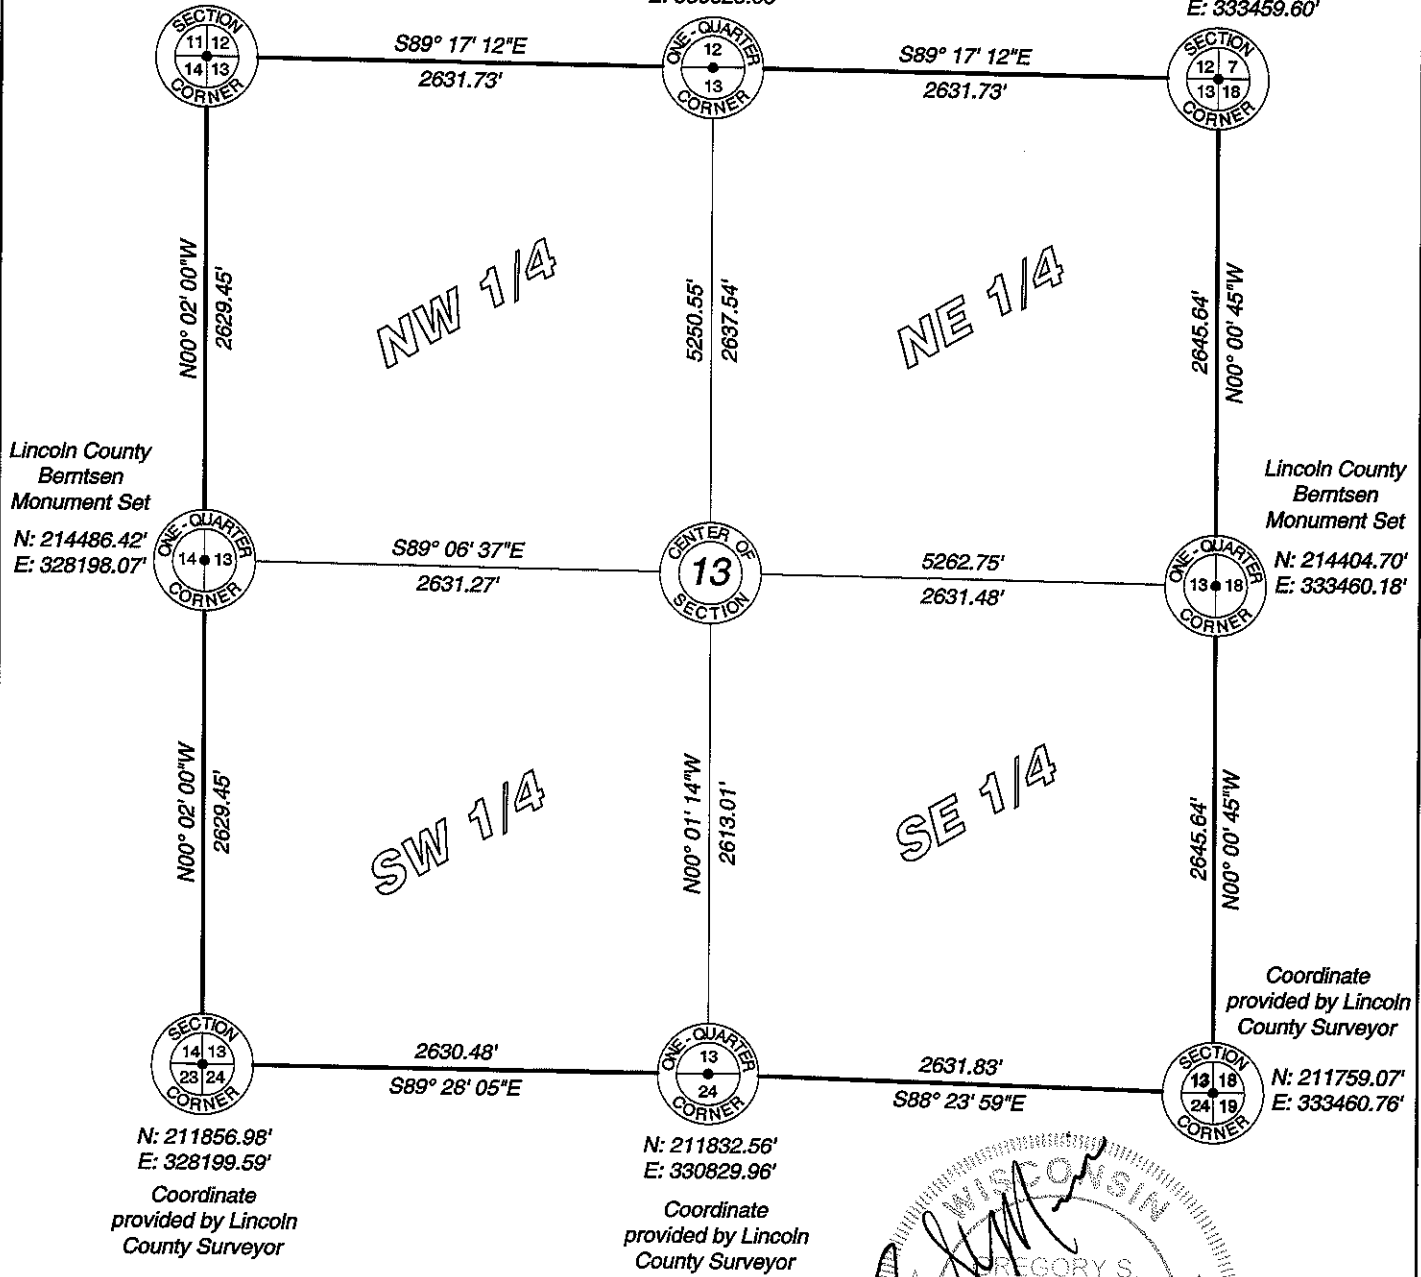 E: 333459.60'
SECTION
11 12
14 13
CORNER
S89° 17' 12"E
2631.73'
ONE-QUARTER
12
13
CORNER
S89° 17' 12"E
2631.73'
SECTION
12 7
13 18
CORNER
N00° 02' 00"W
2629.45'
NW 1/4
5250.55'
2637.54'
NE 1/4
2645.64'
N00° 00' 45"W
Lincoln County
Berntsen
Monument Set
N: 214486.42'
E: 328198.07'
ONE-QUARTER
14 13
CORNER
S89° 06' 37"E
2631.27'
CENTER OF
13
SECTION
5262.75'
2631.48'
ONE-QUARTER
13 18
CORNER
Lincoln County
Berntsen
Monument Set
N: 214404.70'
E: 333460.18'
N00° 02' 00"W
2629.45'
SW 1/4
N00° 01' 14"W
2613.01'
SE 1/4
2645.64'
N00° 00' 45"W
Coordinate
provided by Lincoln
County Surveyor
SECTION
14 13
23 24
CORNER
2630.48'
S89° 28' 05"E
ONE-QUARTER
13
24
CORNER
2631.83'
S88° 23' 59"E
SECTION
13 18
24 19
CORNER
N: 211759.07'
E: 333460.76'
N: 211856.98'
E: 328199.59'
Coordinate
provided by Lincoln
County Surveyor
N: 211832.56'
E: 330829.96'
Coordinate
provided by Lincoln
County Surveyor
WISCONSIN
GREGORY S.